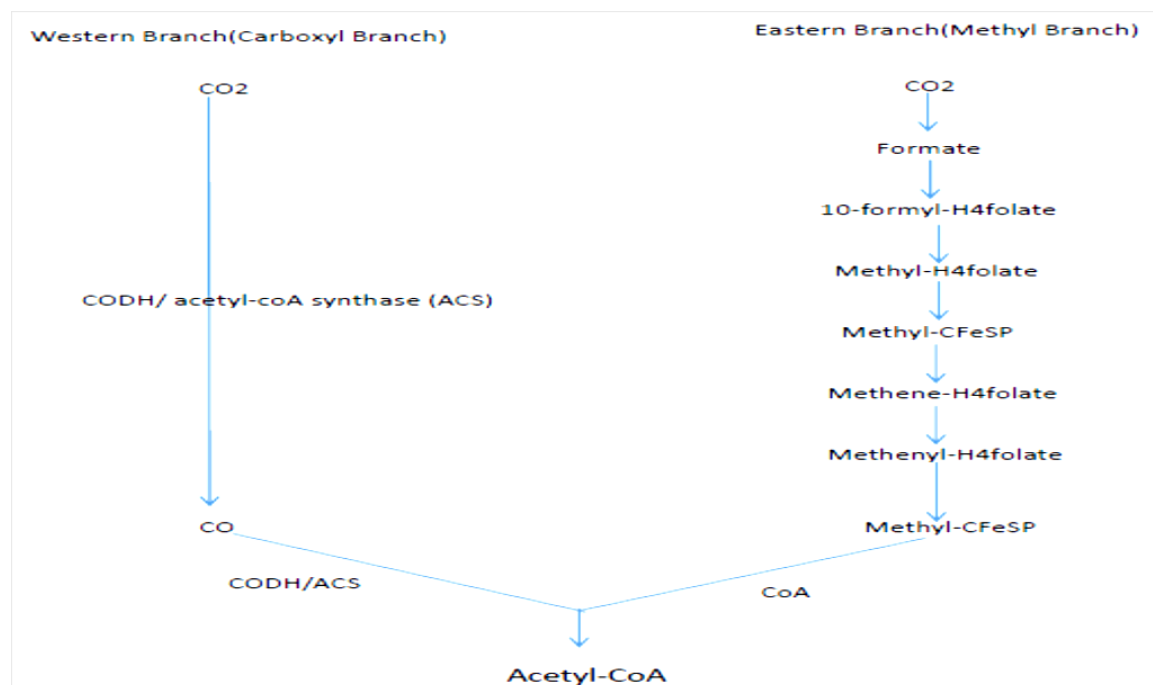 Western Branch(Carboxyl Branch)
Eastern Branch(Methyl Branch)
CO2
CO2
Formate
10-formyl-H4folate
Methyl-H4folate
CODH/ acetyl-coA synthase (ACS)
Methyl-CFeSP
Methene-H4folate
Methenyl-H4folate
CO
Methyl-CFeSP
CODH/ACS
CoA
Acetyl-CoA